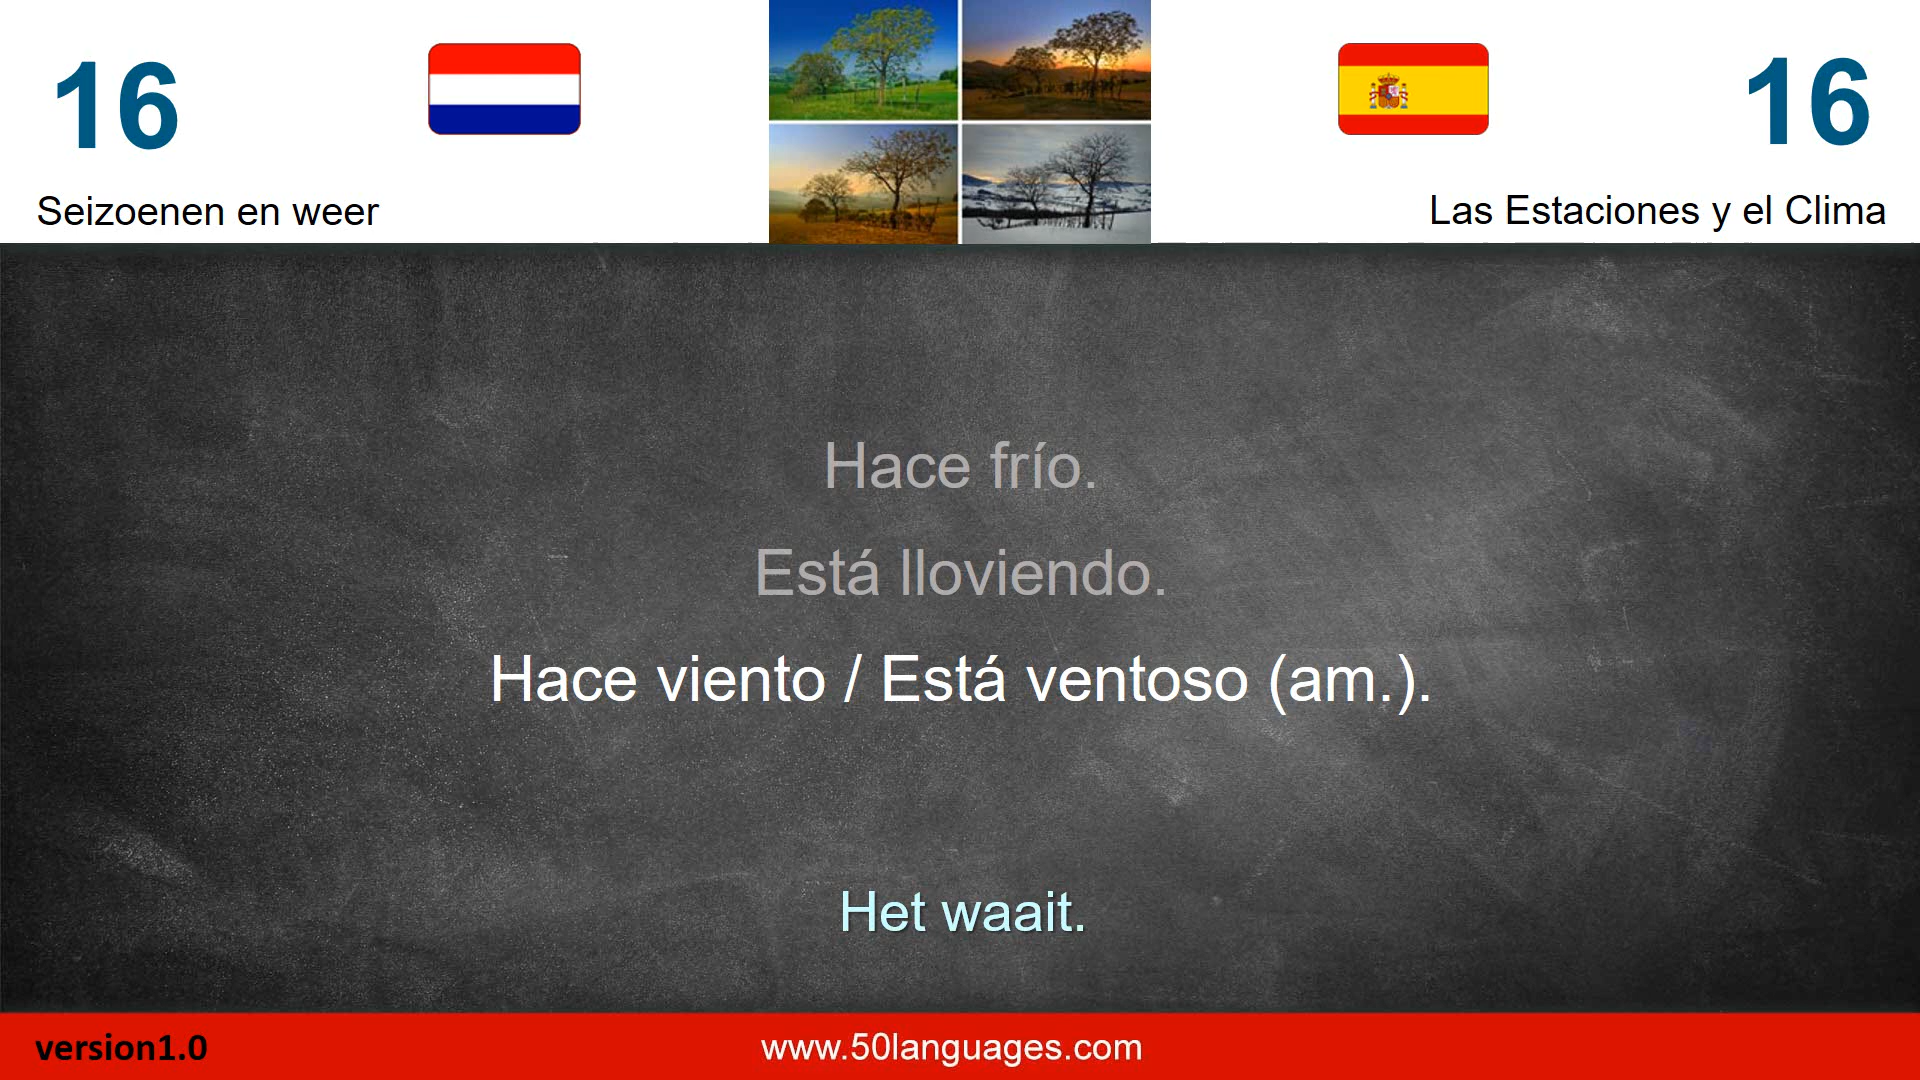 16
16
Seizoenen en weer
Las Estaciones y el Clima
Hace frío.
Está lloviendo.
Hace viento / Está ventoso (am.).
Het waait.
version1.0
www.50languages.com